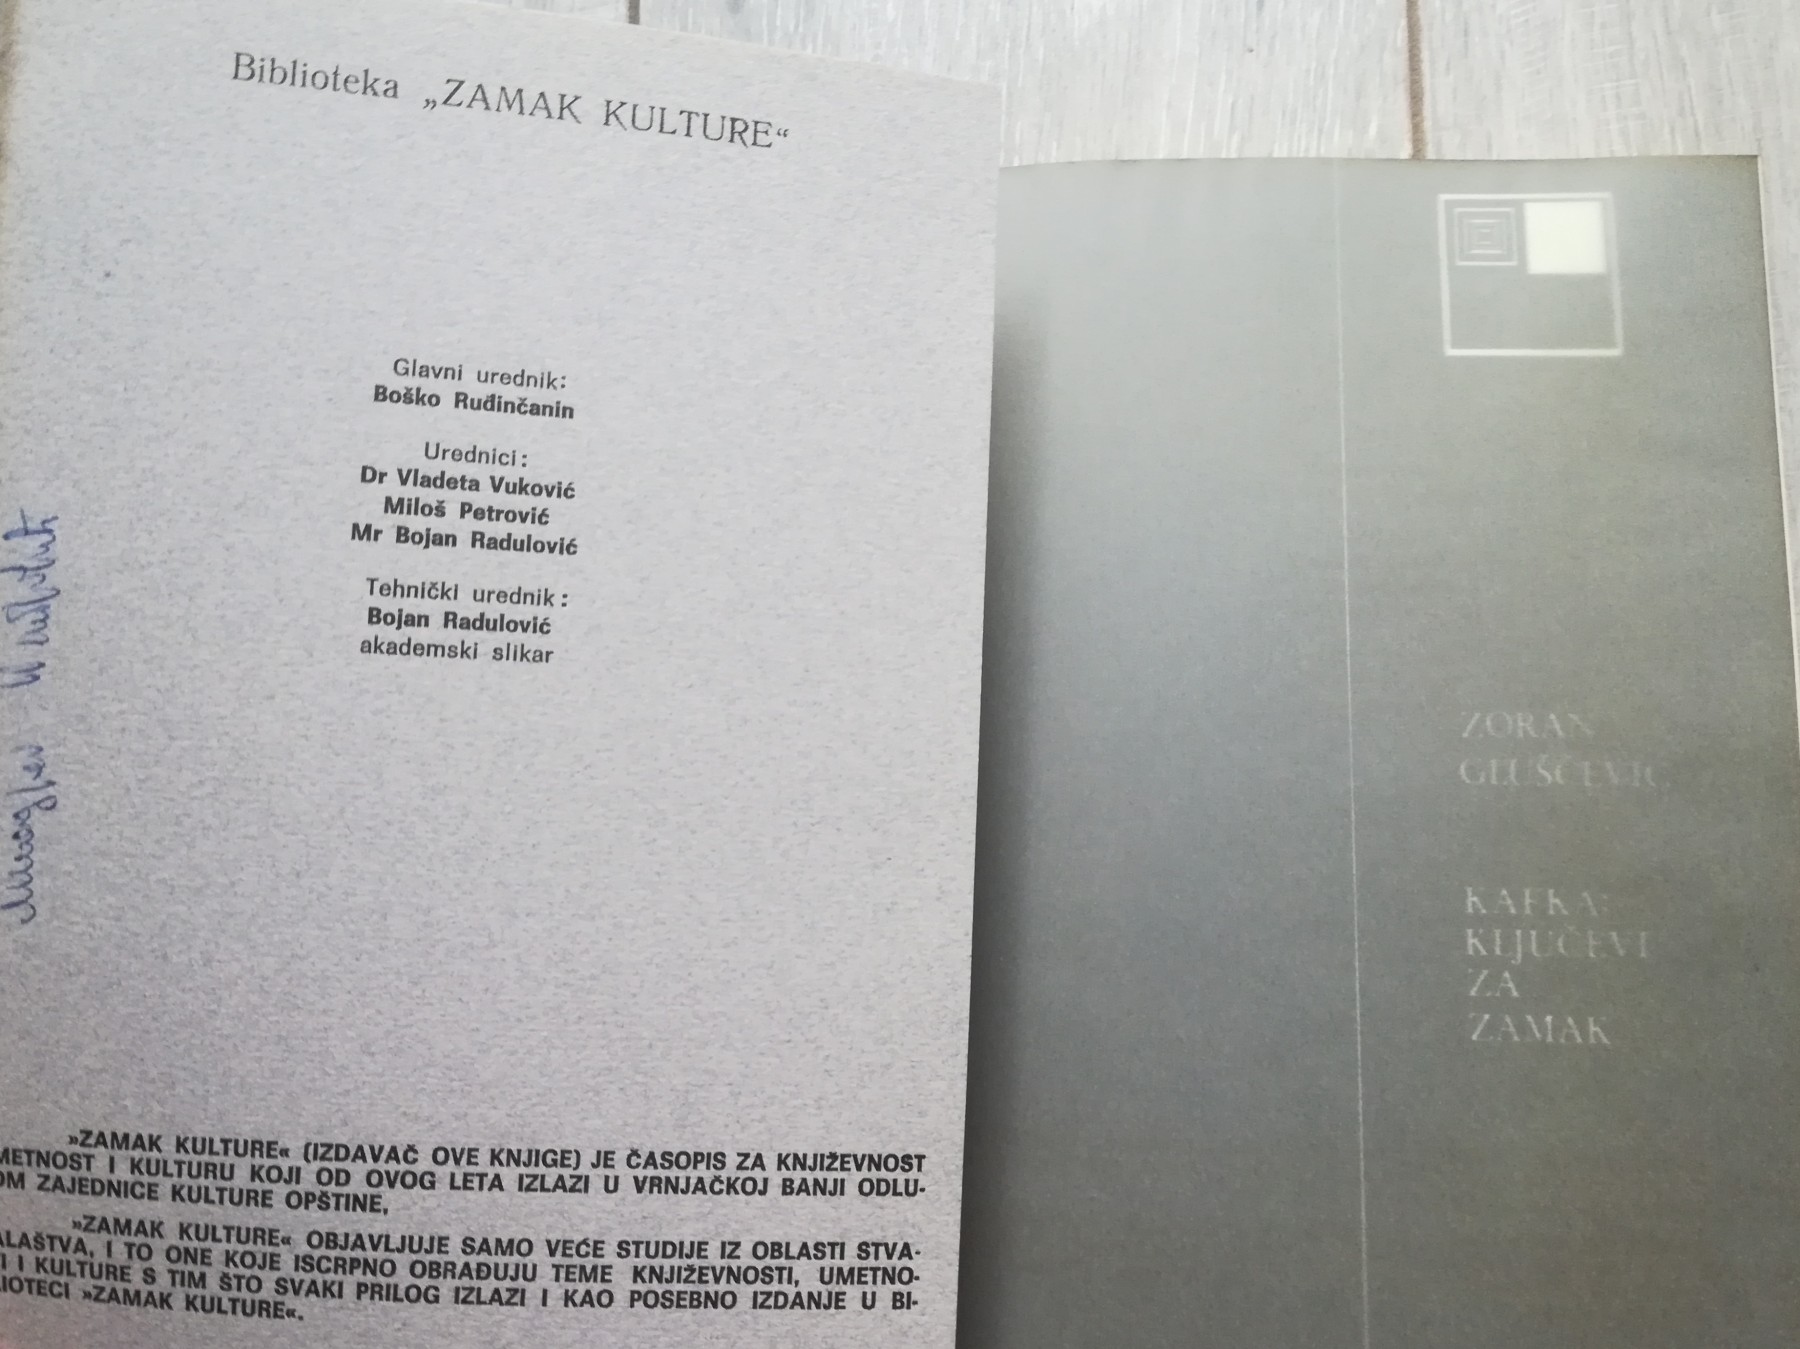 Biblioteka „ZAMAK KULTURE“
Glavni urednik:
Boško Ruđinčanin
Urednici:
Dr Vladeta Vuković
Miloš Petrović
Mr Bojan Radulović
Tehnički urednik:
Bojan Radulović
akademski slikar
»ZAMAK KULTURE« (IZDAVAČ OVE KNJIGE) JE ČASOPIS ZA KNJIŽEVNOST
METNOST I KULTURU KOJI OD OVOG LETA IZLAZI U VRNJAČKOJ BANJI ODLU-
OM ZAJEDNICE KULTURE OPŠTINE,
»ZAMAK KULTURE« OBJAVLJUJE SAMO VEĆE STUDIJE IZ OBLASTI STVA-
ALAŠTVA, I TO ONE KOJE ISCRPNO OBRAĐUJU TEME KNJIŽEVNOSTI, UMETNO-
I I KULTURE S TIM ŠTO SVAKI PRILOG IZLAZI I KAO POSEBNO IZDANJE U BI-
LIOTECI »ZAMAK KULTURE«.
ZORAN
GLUŠČEVIĆ
KAFKA:
KLJUČEVI
ZA
ZAMAK